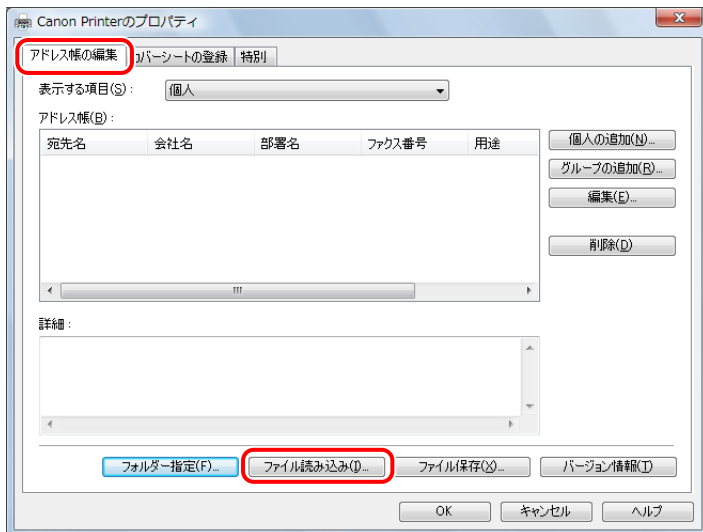 Canon Printerのプロパティ
アドレス帳の編集 カバーシートの登録 特別
表示する項目(S): 個人
アドレス帳(B):
宛先名 会社名 部署名 ファクス番号 用途
個人の追加(N)...
グループの追加(R)...
編集(E)...
削除(D)
詳細:
フォルダー指定(F)... ファイル読み込み(I)... ファイル保存(X)... バージョン情報(T)
OK キャンセル ヘルプ